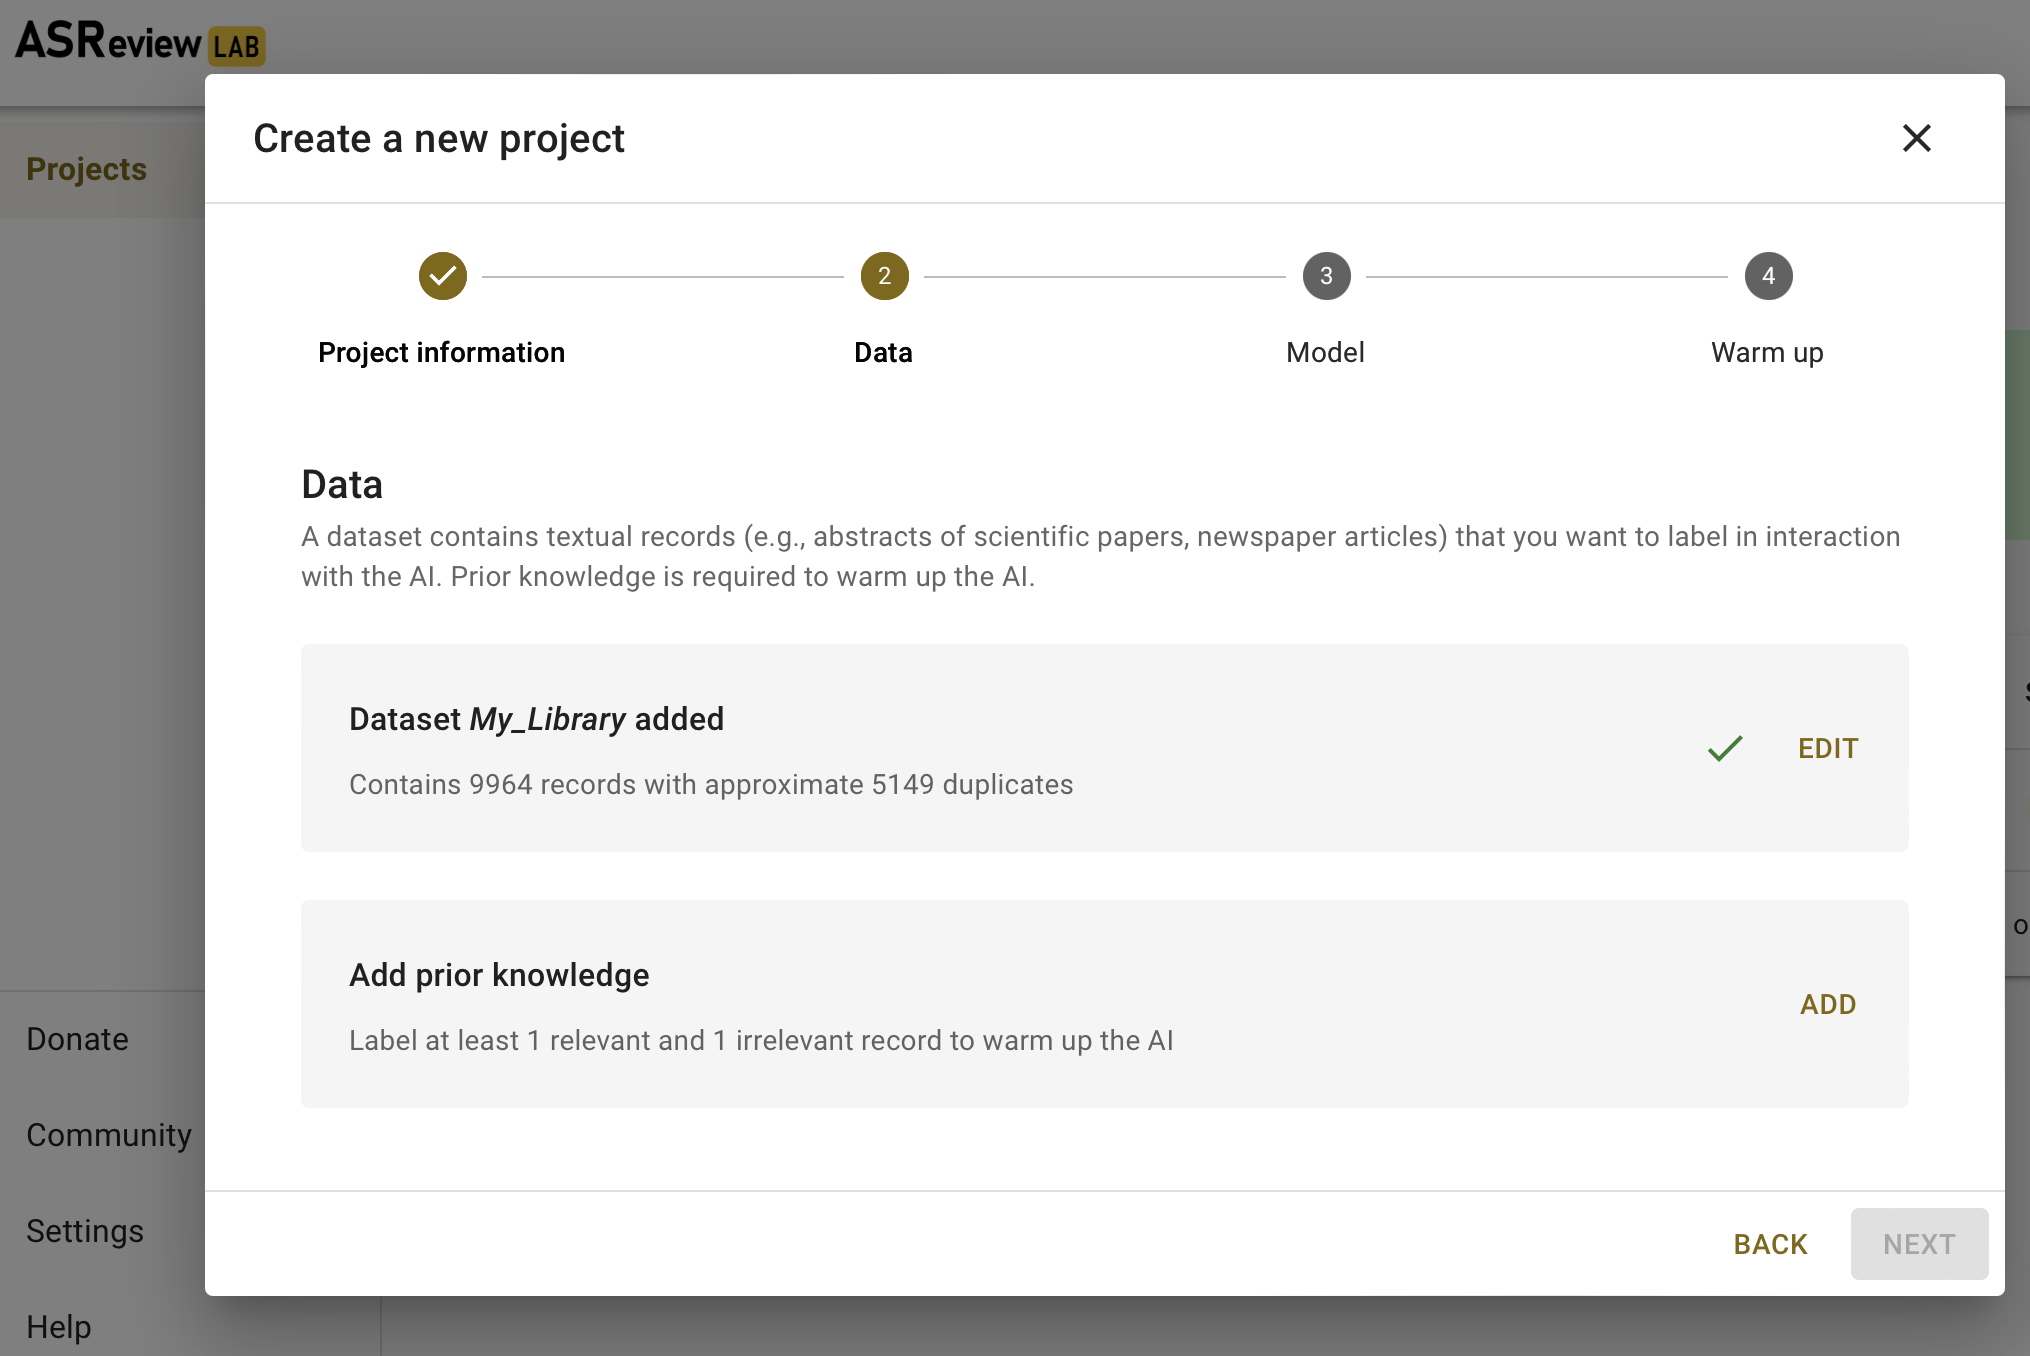 ASReview LAB
Create a new project
Projects
2
3
4
Project information
Data
Model
Warm up
Data
A dataset contains textual records (e.g., abstracts of scientific papers, newspaper articles) that you want to label in interaction
with the AI. Prior knowledge is required to warm up the AI.
Dataset My_Library added
EDIT
Contains 9964 records with approximate 5149 duplicates
Add prior knowledge
ADD
Label at least 1 relevant and 1 irrelevant record to warm up the AI
Donate
Community
Settings
Help
BACK
NEXT